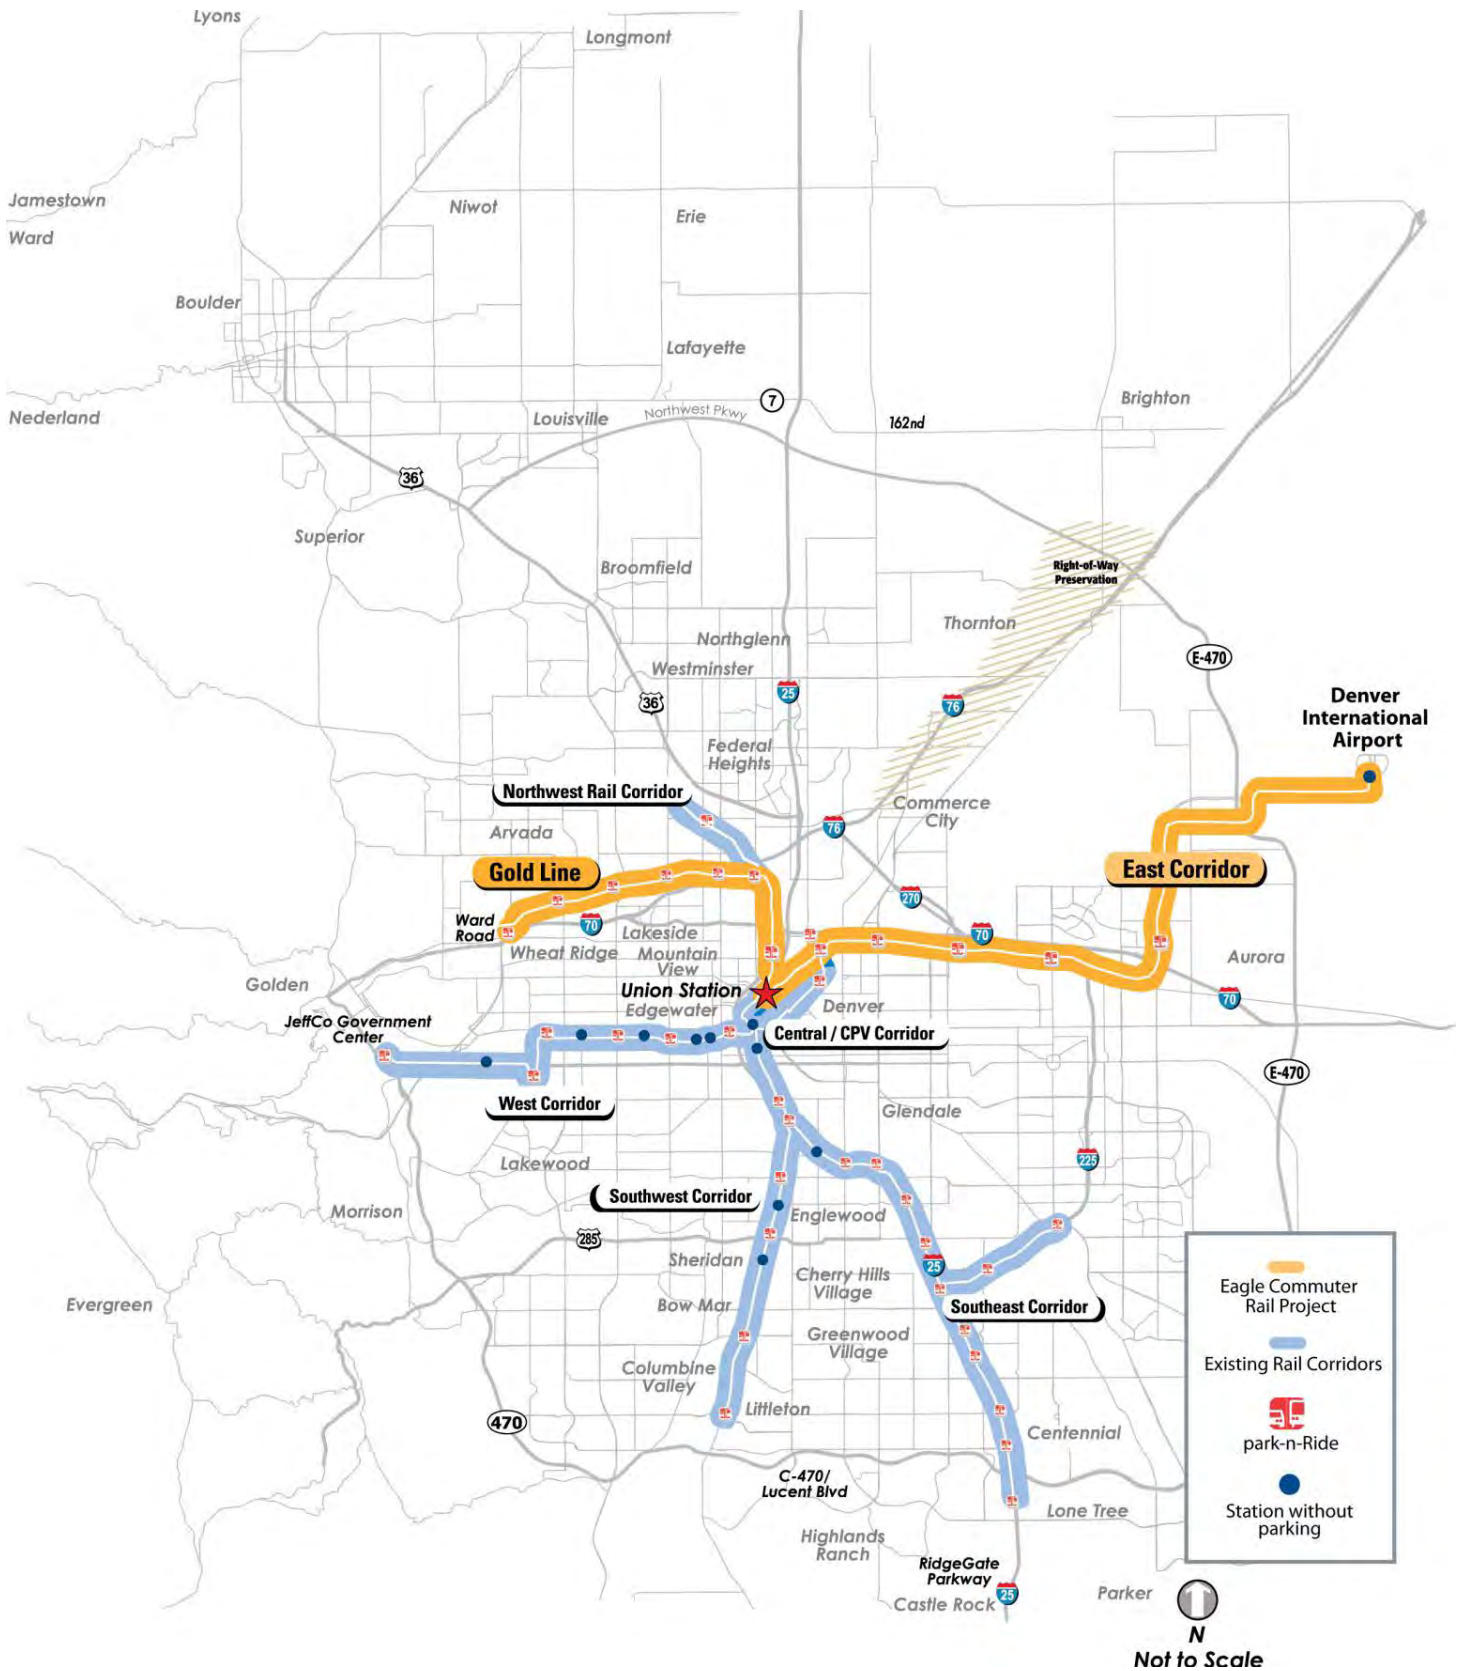 Lyons
Longmont
Jamestown
Ward
Niwot
Erie
Boulder
Lafayette
Nederland
Louisville
Northwest Pkwy
7
162nd
Brighton
36
Superior
Broomfield
Right-of-Way
Preservation
Thornton
Northglenn
Westminster
E-470
36
25
76
Denver
International
Airport
Federal
Heights
Northwest Rail Corridor
Commerce
City
Arvada
76
Gold Line
East Corridor
270
Ward
Road
70
Lakeside
70
Wheat Ridge
Mountain
View
Aurora
Golden
Union Station
Edgewater
Denver
70
JeffCo Government
Center
Central / CPV Corridor
E-470
West Corridor
Glendale
Lakewood
225
Southwest Corridor
Morrison
Englewood
285
Sheridan
25
Cherry Hills
Village
Evergreen
Bow Mar
Southeast Corridor
Greenwood
Village
Columbine
Valley
Littleton
470
Centennial
C-470/
Lucent Blvd
Lone Tree
Highlands
Ranch
RidgeGate
Parkway
25
Castle Rock
Parker
Eagle Commuter
Rail Project
Existing Rail Corridors
park-n-Ride
Station without
parking
N
Not to Scale